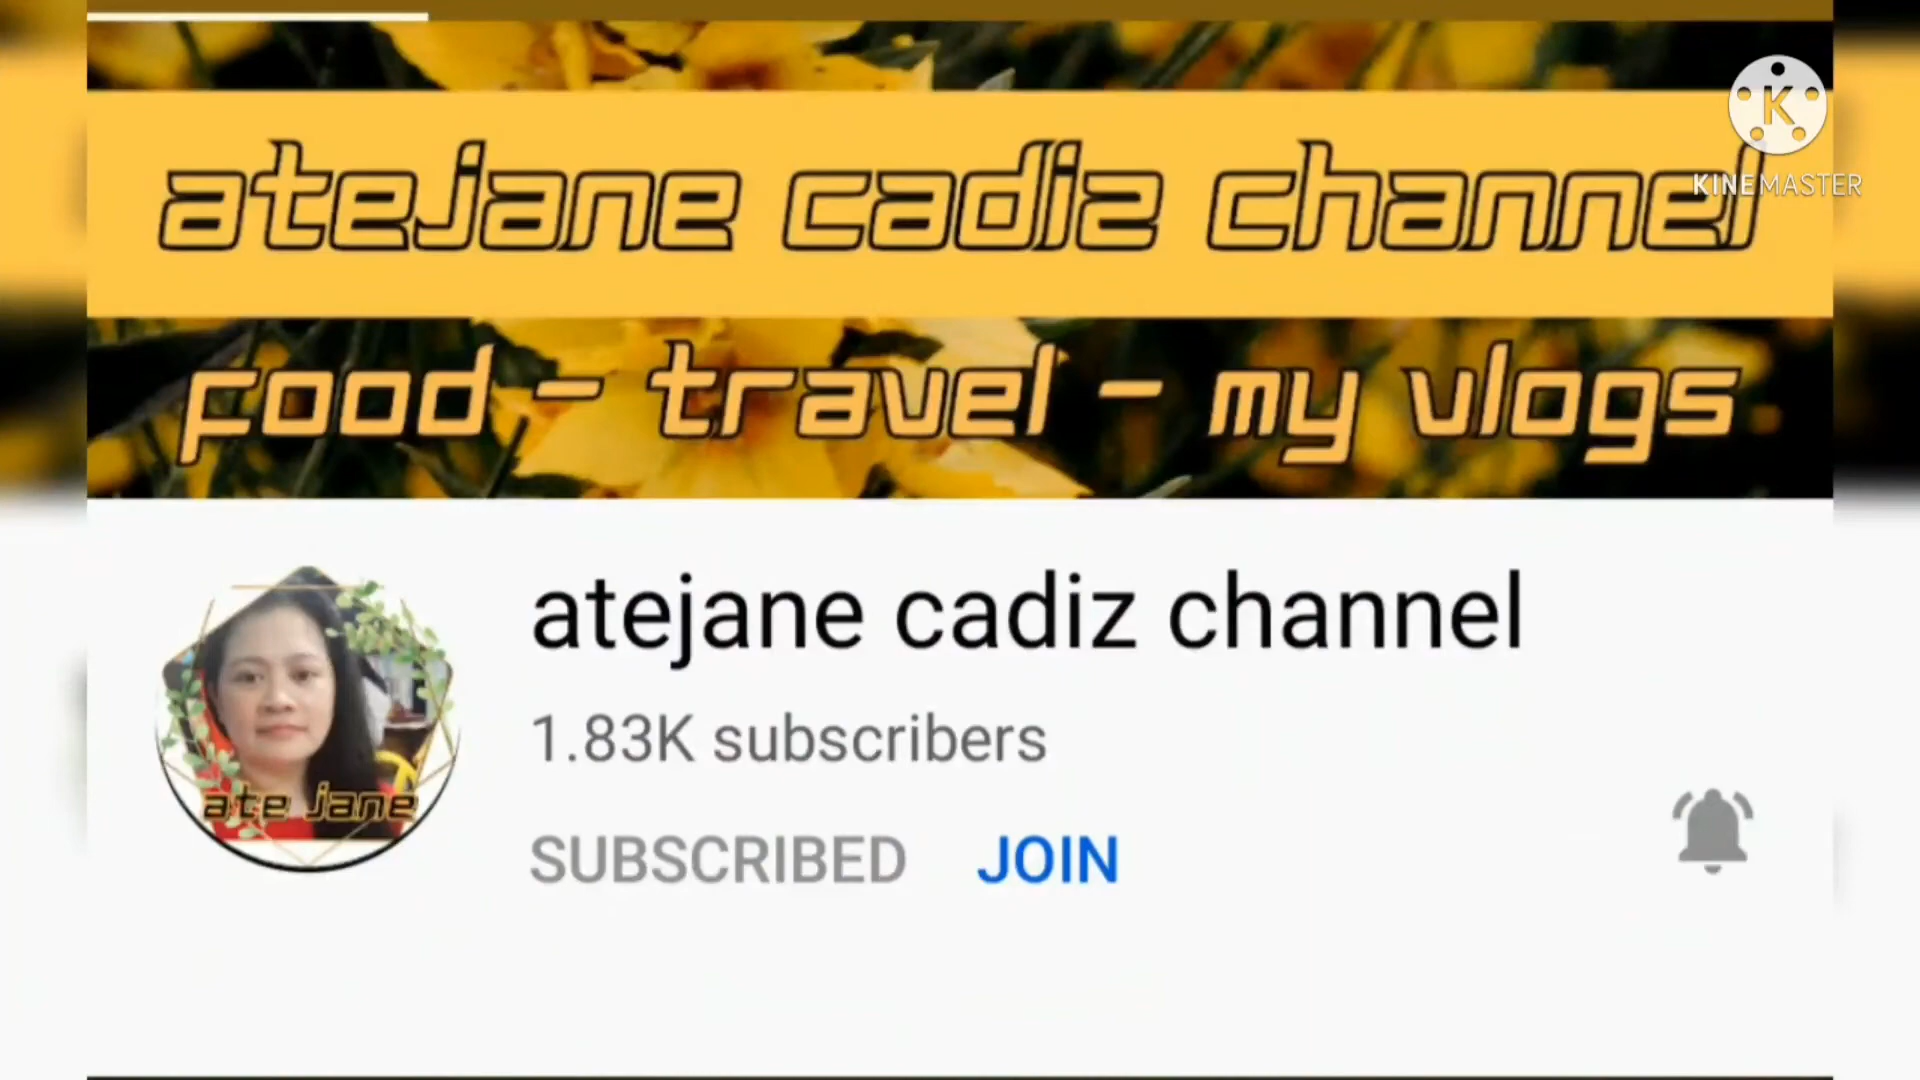 atejane cadiz channel
K
KINEMASTER
food - travel - my vlogs
atejane cadiz channel
1.83K subscribers
ate jane
SUBSCRIBED JOIN